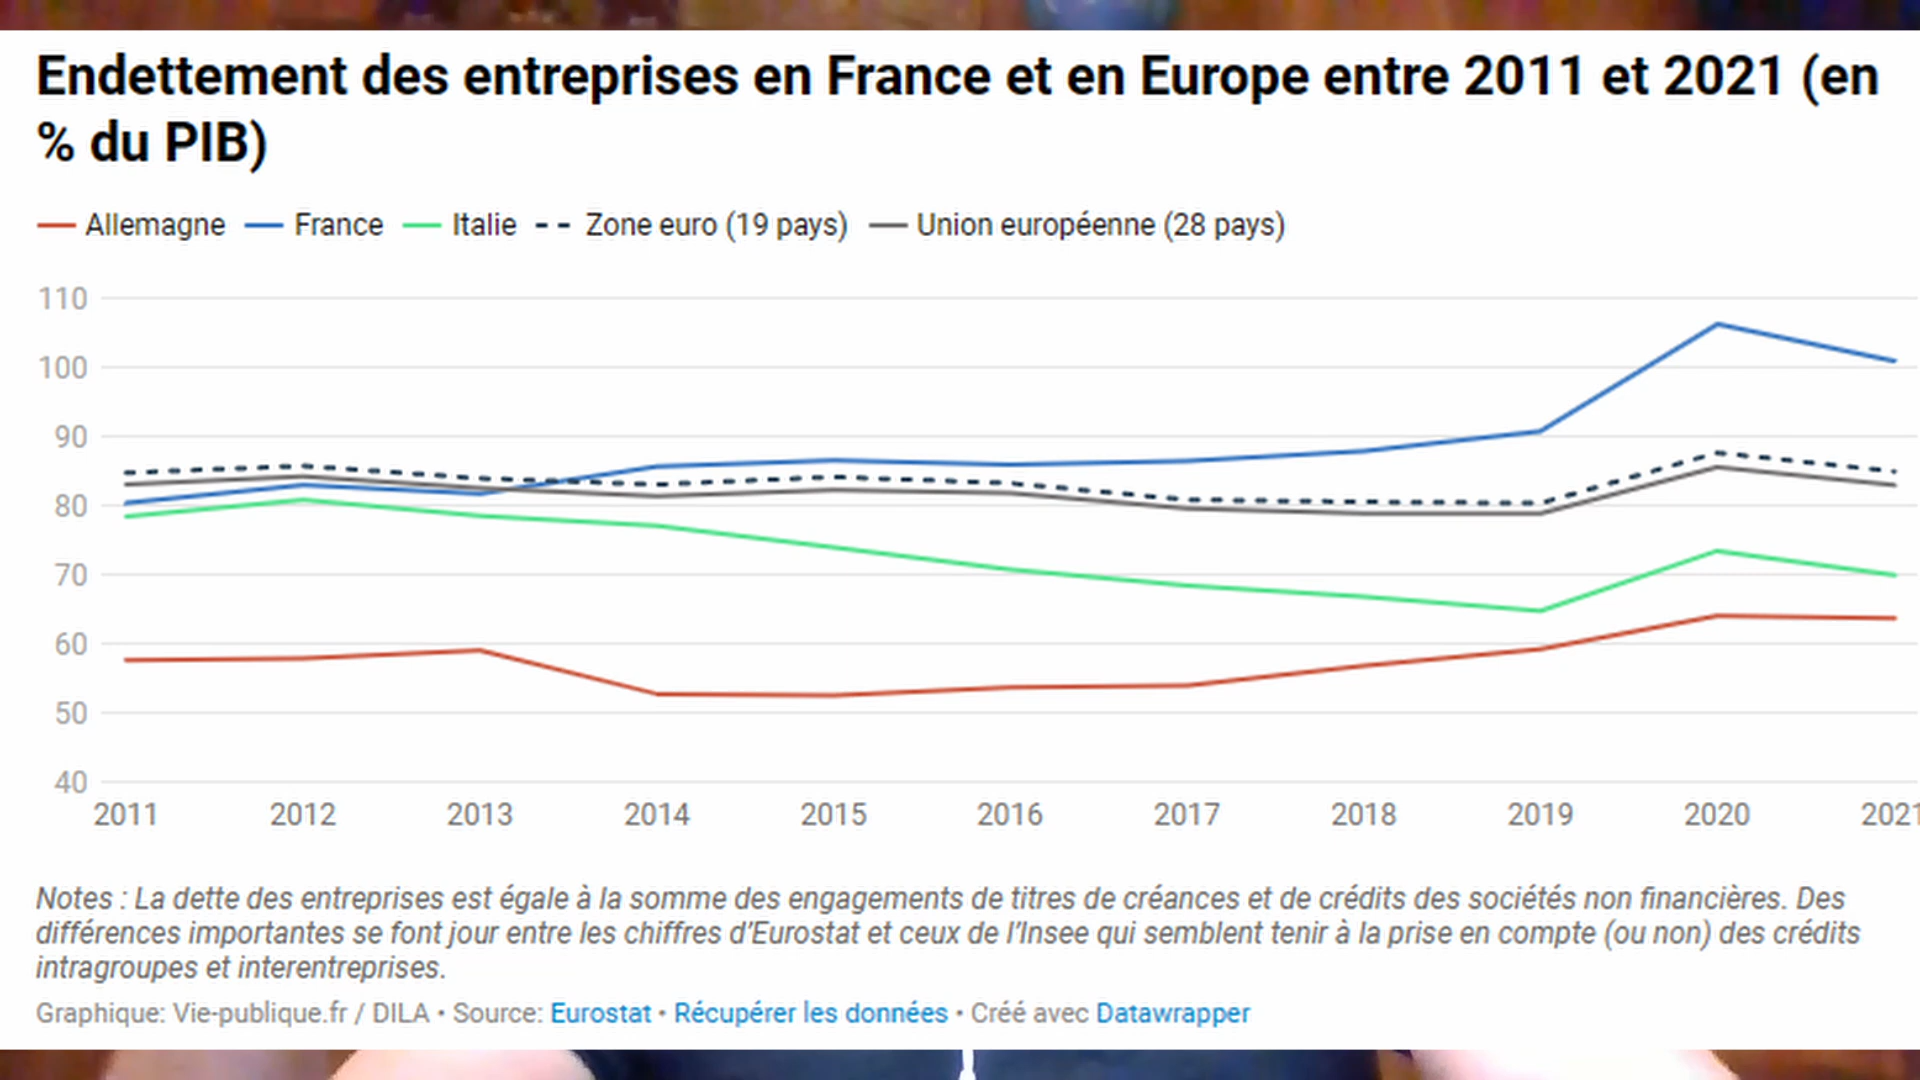 Endettement des entreprises en France et en Europe entre 2011 et 2021 (en
% du PIB)
Allemagne France Italie Zone euro (19 pays) Union européenne (28 pays)
110
100
90
80
70
60
50
40
2011 2012 2013 2014 2015 2016 2017 2018 2019 2020 2021
Notes : La dette des entreprises est égale à la somme des engagements de titres de créances et de crédits des sociétés non financières. Des
différences importantes se font jour entre les chiffres d'Eurostat et ceux de l'Insee qui semblent tenir à la prise en compte (ou non) des crédits
intragroupes et interentreprises.
Graphique: Vie-publique.fr / DILA • Source: Eurostat • Récupérer les données • Créé avec Datawrapper